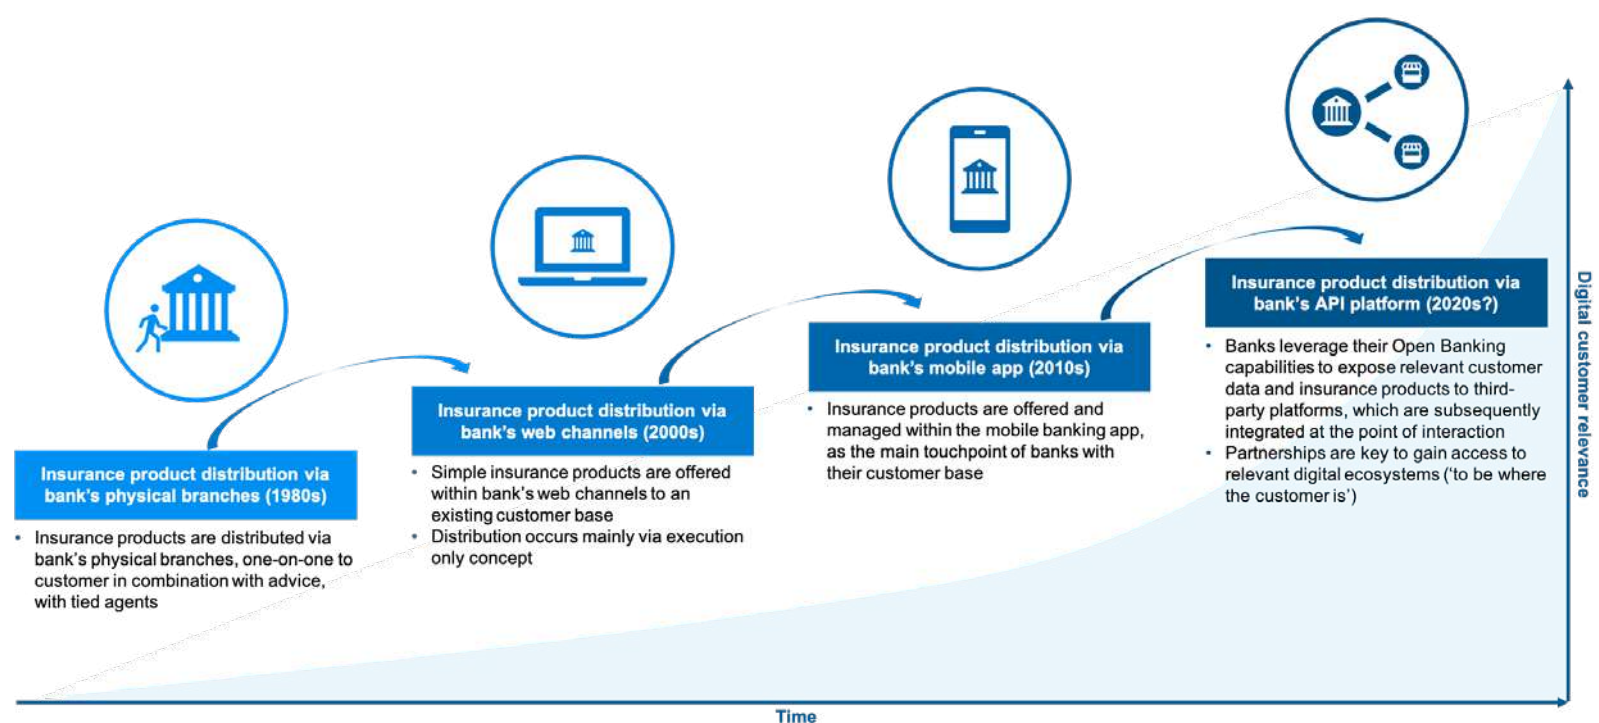 Insurance product distribution via
bank's physical branches (1980s)
• Insurance products are distributed via
bank's physical branches, one-on-one to
customer in combination with advice,
with tied agents
Insurance product distribution via
bank's web channels (2000s)
• Simple insurance products are offered
within bank's web channels to an
existing customer base
• Distribution occurs mainly via execution
only concept
Insurance product distribution via
bank's mobile app (2010s)
• Insurance products are offered and
managed within the mobile banking app,
as the main touchpoint of banks with
their customer base
Insurance product distribution via
bank's API platform (2020s?)
• Banks leverage their Open Banking
capabilities to expose relevant customer
data and insurance products to third-
party platforms, which are subsequently
integrated at the point of interaction
• Partnerships are key to gain access to
relevant digital ecosystems ('to be where
the customer is')
Digital customer relevance
Time